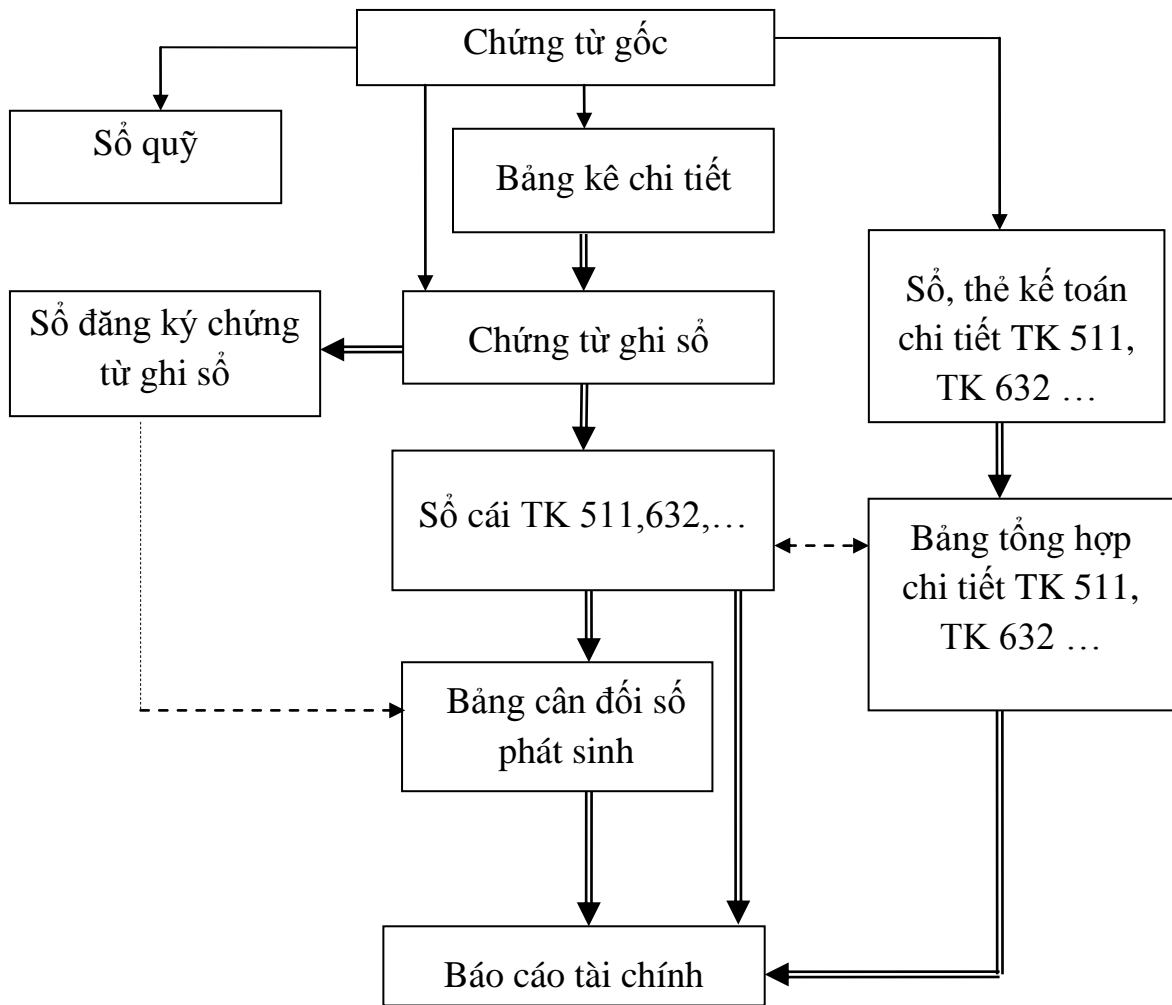 Chứng từ gốc
Sổ quỹ
Bảng kê chi tiết
Sổ, thẻ kế toán
chi tiết TK 511,
TK 632 …
Sổ đăng ký chứng
từ ghi sổ
Chứng từ ghi sổ
Sổ cái TK 511,632,…
Bảng tổng hợp
chi tiết TK 511,
TK 632 …
Bảng cân đối số
phát sinh
Báo cáo tài chính